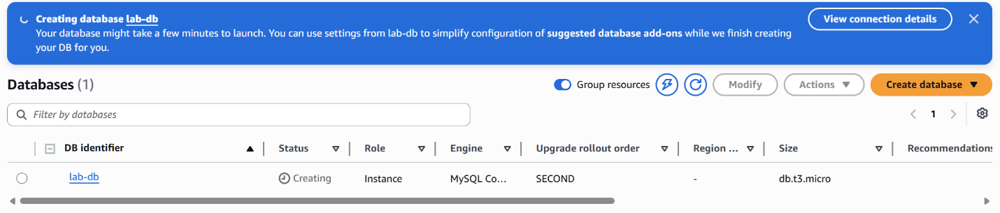 Creating database lab-db
View connection details
Your database might take a few minutes to launch. You can use settings from lab-db to simplify configuration of suggested database add-ons while we finish creating
your DB for you.
Databases (1)
Group resources
Modify
Actions
Create database
Filter by databases
1
DB identifier
Status
Role
Engine
Upgrade rollout order
Region ...
Size
Recommendations
lab-db
Creating
Instance
MySQL Co...
SECOND
-
db.t3.micro